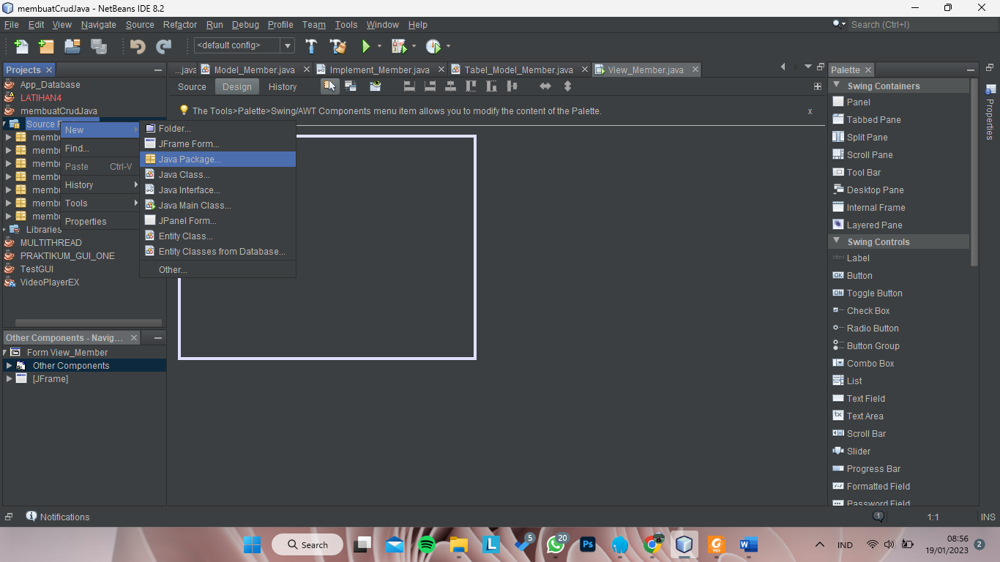 membuatCrudJava - NetBeans IDE 8.2
File Edit View Navigate Source Refactor Run Debug Profile Team Tools Window Help
Search (Ctrl+I)
<default config>
Projects
App_Database
LATIHAN4
membuatCrudJava
Source
membu
membu
membu
membu
membu
membu
membu
Libraries
MULTITHREAD
PRAKTIKUM_GUI_ONE
TestGUI
VideoPlayerEX
New
Find...
Paste Ctrl-V
History
Tools
Properties
Folder...
JFrame Form...
Java Package...
Java Class...
Java Interface...
Java Main Class...
JPanel Form...
Entity Class...
Entity Classes from Database...
Other...
...java
Model_Member.java
Implement_Member.java
Tabel_Model_Member.java
View_Member.java
Source Design History
The Tools>Palette>Swing/AWT Components menu item allows you to modify the content of the Palette. x
Palette
Swing Containers
Panel
Tabbed Pane
Split Pane
Scroll Pane
Tool Bar
Desktop Pane
Internal Frame
Layered Pane
Swing Controls
label Label
OK Button
ON Toggle Button
Check Box
Radio Button
Button Group
Combo Box
List
Text Field
tx Text Area
Scroll Bar
Slider
Progress Bar
Formatted Field
Password Field
Properties
Other Components - Navig...
Form View_Member
Other Components
[JFrame]
Notifications
1
1:1
INS
Search
L
5
20
Ps
PDF
W
IND
08:56
19/01/2023
2